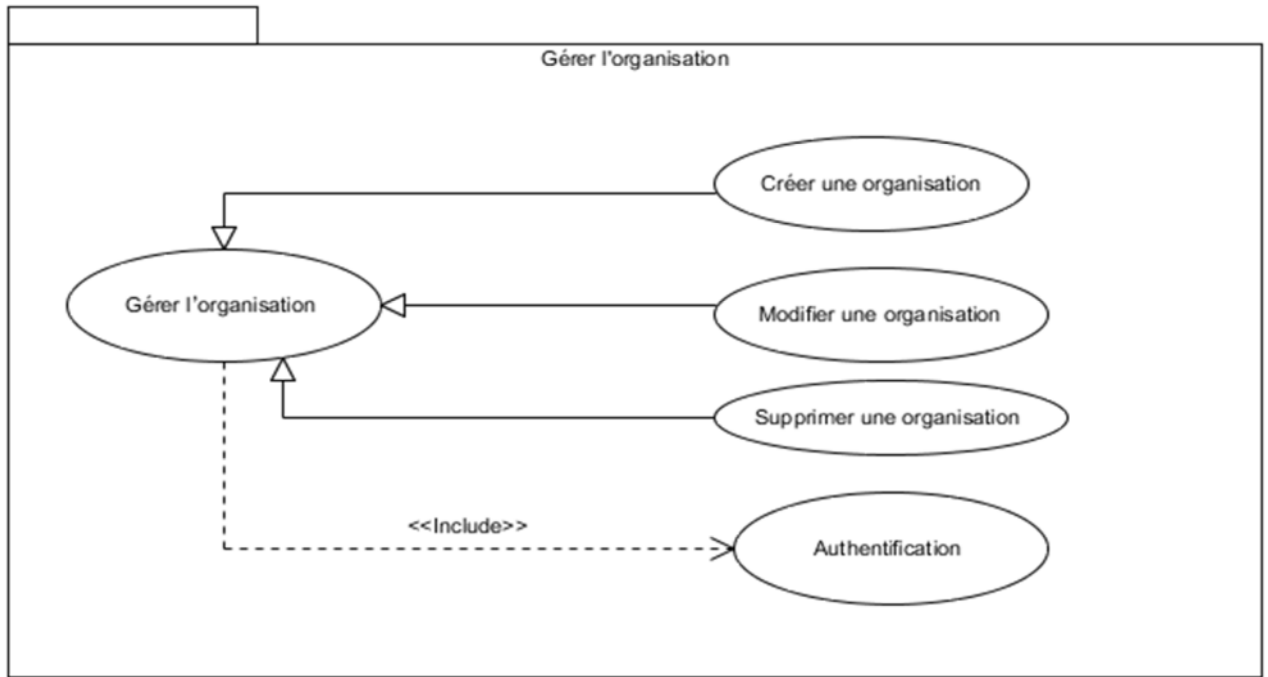 Gérer l'organisation
Créer une organisation
Gérer l’organisation
Modifier une organisation
Supprimer une organisation
<<Include>>
Authentification